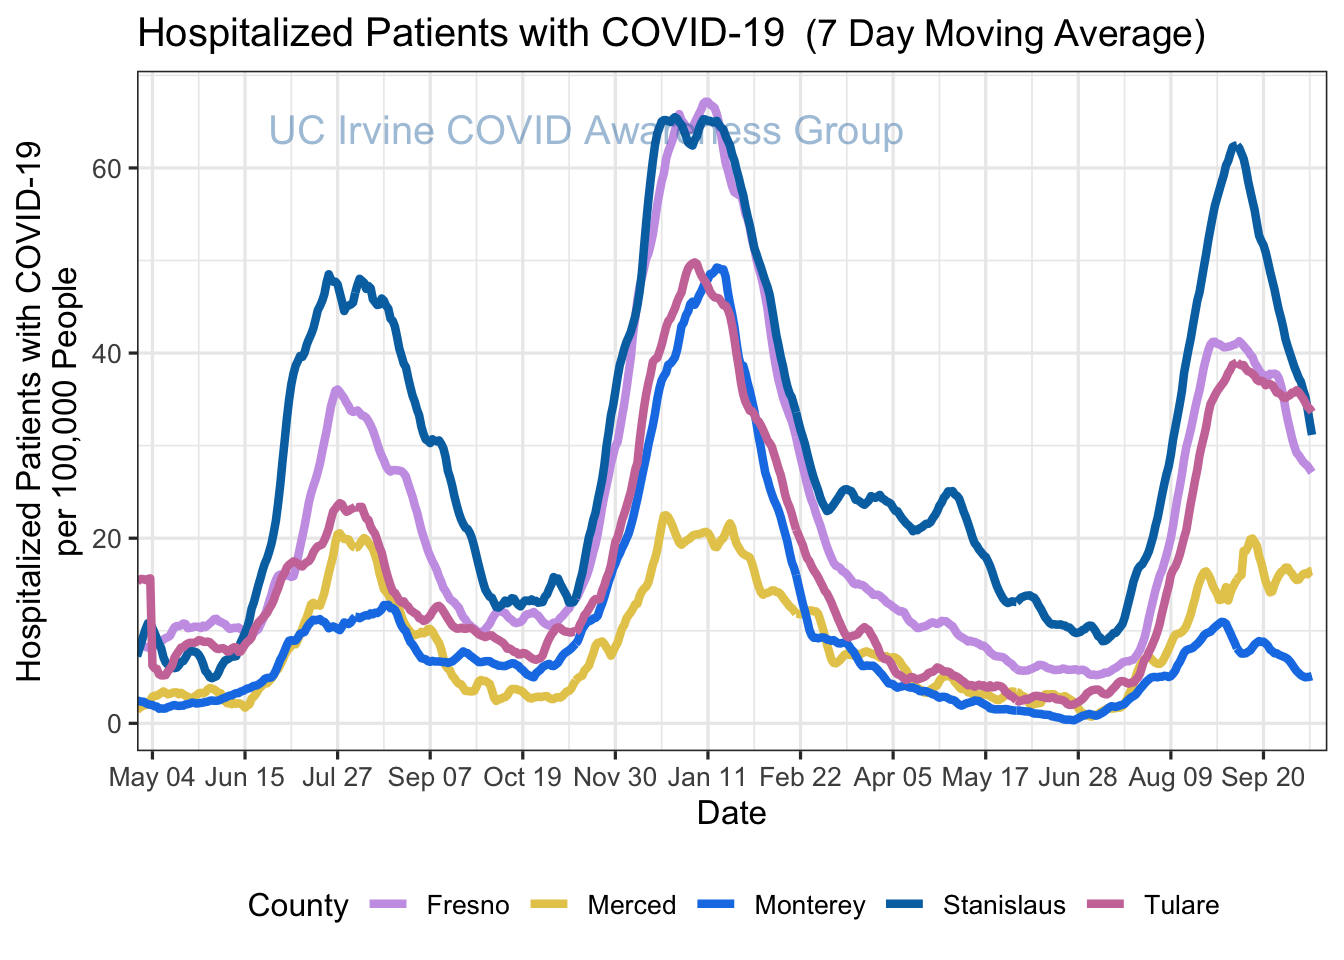 Hospitalized Patients with COVID-19 (7 Day Moving Average)
UC Irvine COVID Awareness Group
Hospitalized Patients with COVID-19
per 100,000 People
60
40
20
0
May 04 Jun 15 Jul 27 Sep 07 Oct 19 Nov 30 Jan 11 Feb 22 Apr 05 May 17 Jun 28 Aug 09 Sep 20
Date
County Fresno Merced Monterey Stanislaus Tulare